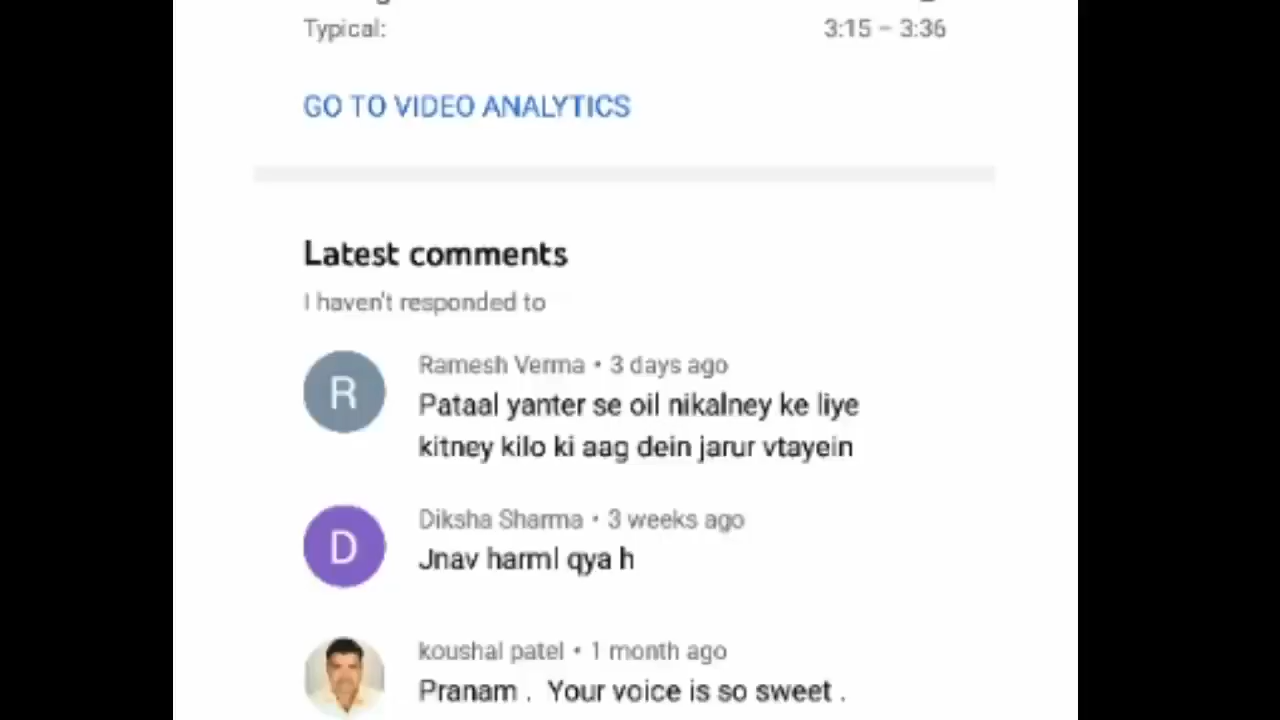 Typical: 3:15 – 3:36
GO TO VIDEO ANALYTICS
Latest comments
I haven't responded to
R
Ramesh Verma • 3 days ago
Pataal yanter se oil nikalney ke liye
kitney kilo ki aag dein jarur vtayein
D
Diksha Sharma • 3 weeks ago
Jnav harml qya h
koushal patel • 1 month ago
Pranam . Your voice is so sweet .